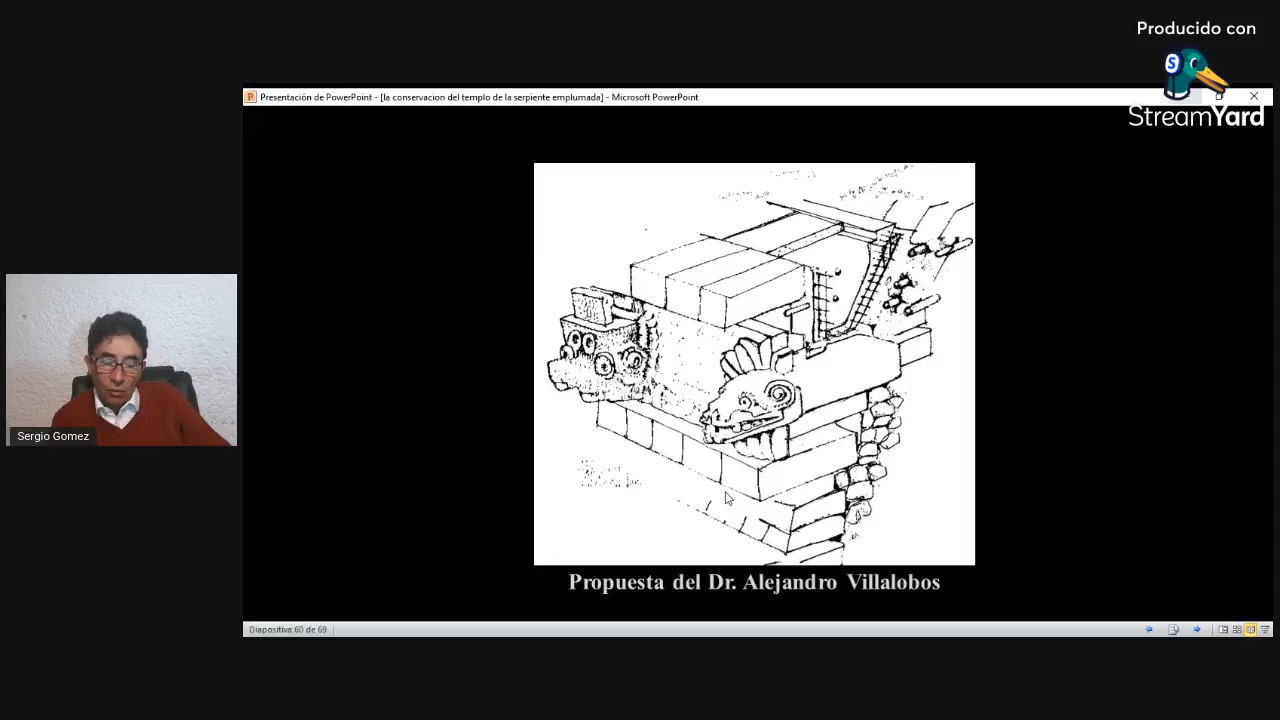 Producido con
StreamYard
Presentación de PowerPoint - [la conservacion del templo de la serpiente emplumada] - Microsoft PowerPoint
Sergio Gomez
Propuesta del Dr. Alejandro Villalobos
Diapositiva 60 de 69